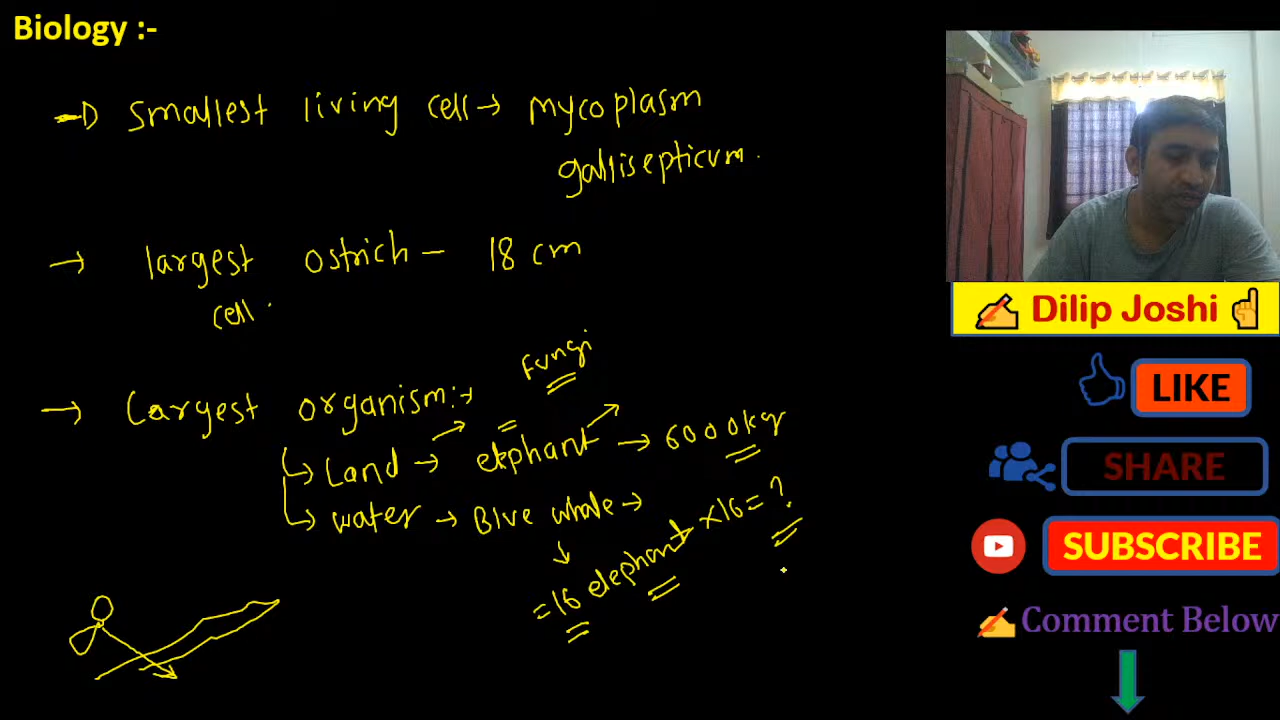 Biology :-
→ smallest living cell → mycoplasm
gallisepticum.
→ largest ostrich - 18 cm
cell.
Fungi
→ Largest organism :→
→ Land → elephant → 6000kg
→ water → Blue whale →
= 16 elephant × 16 = ?
Dilip Joshi
LIKE
SHARE
SUBSCRIBE
Comment Below